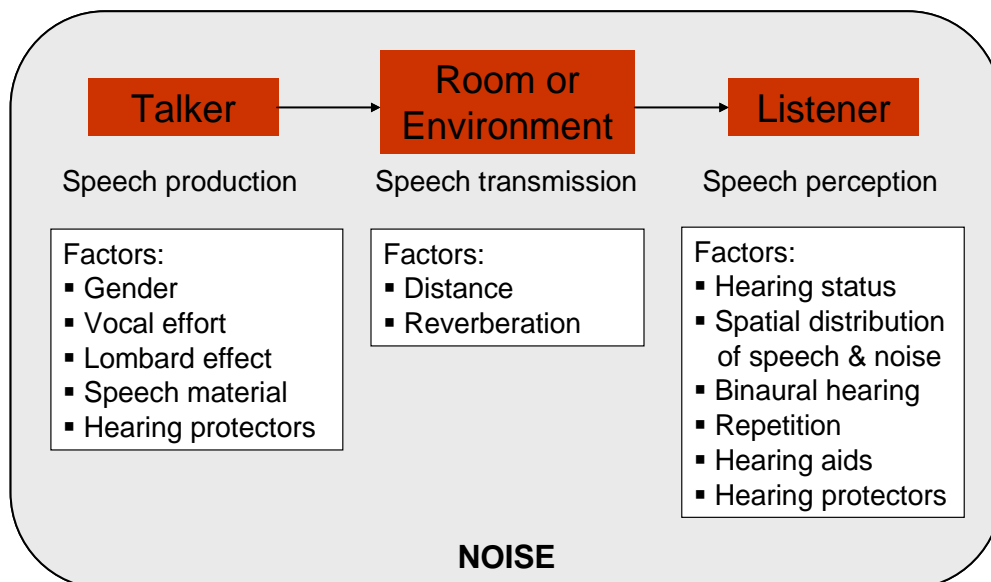 Talker
Room or
Environment
Listener
Speech production
Speech transmission
Speech perception
Factors:
▪ Gender
▪ Vocal effort
▪ Lombard effect
▪ Speech material
▪ Hearing protectors
Factors:
▪ Distance
▪ Reverberation
Factors:
▪ Hearing status
▪ Spatial distribution
of speech & noise
▪ Binaural hearing
▪ Repetition
▪ Hearing aids
▪ Hearing protectors
NOISE